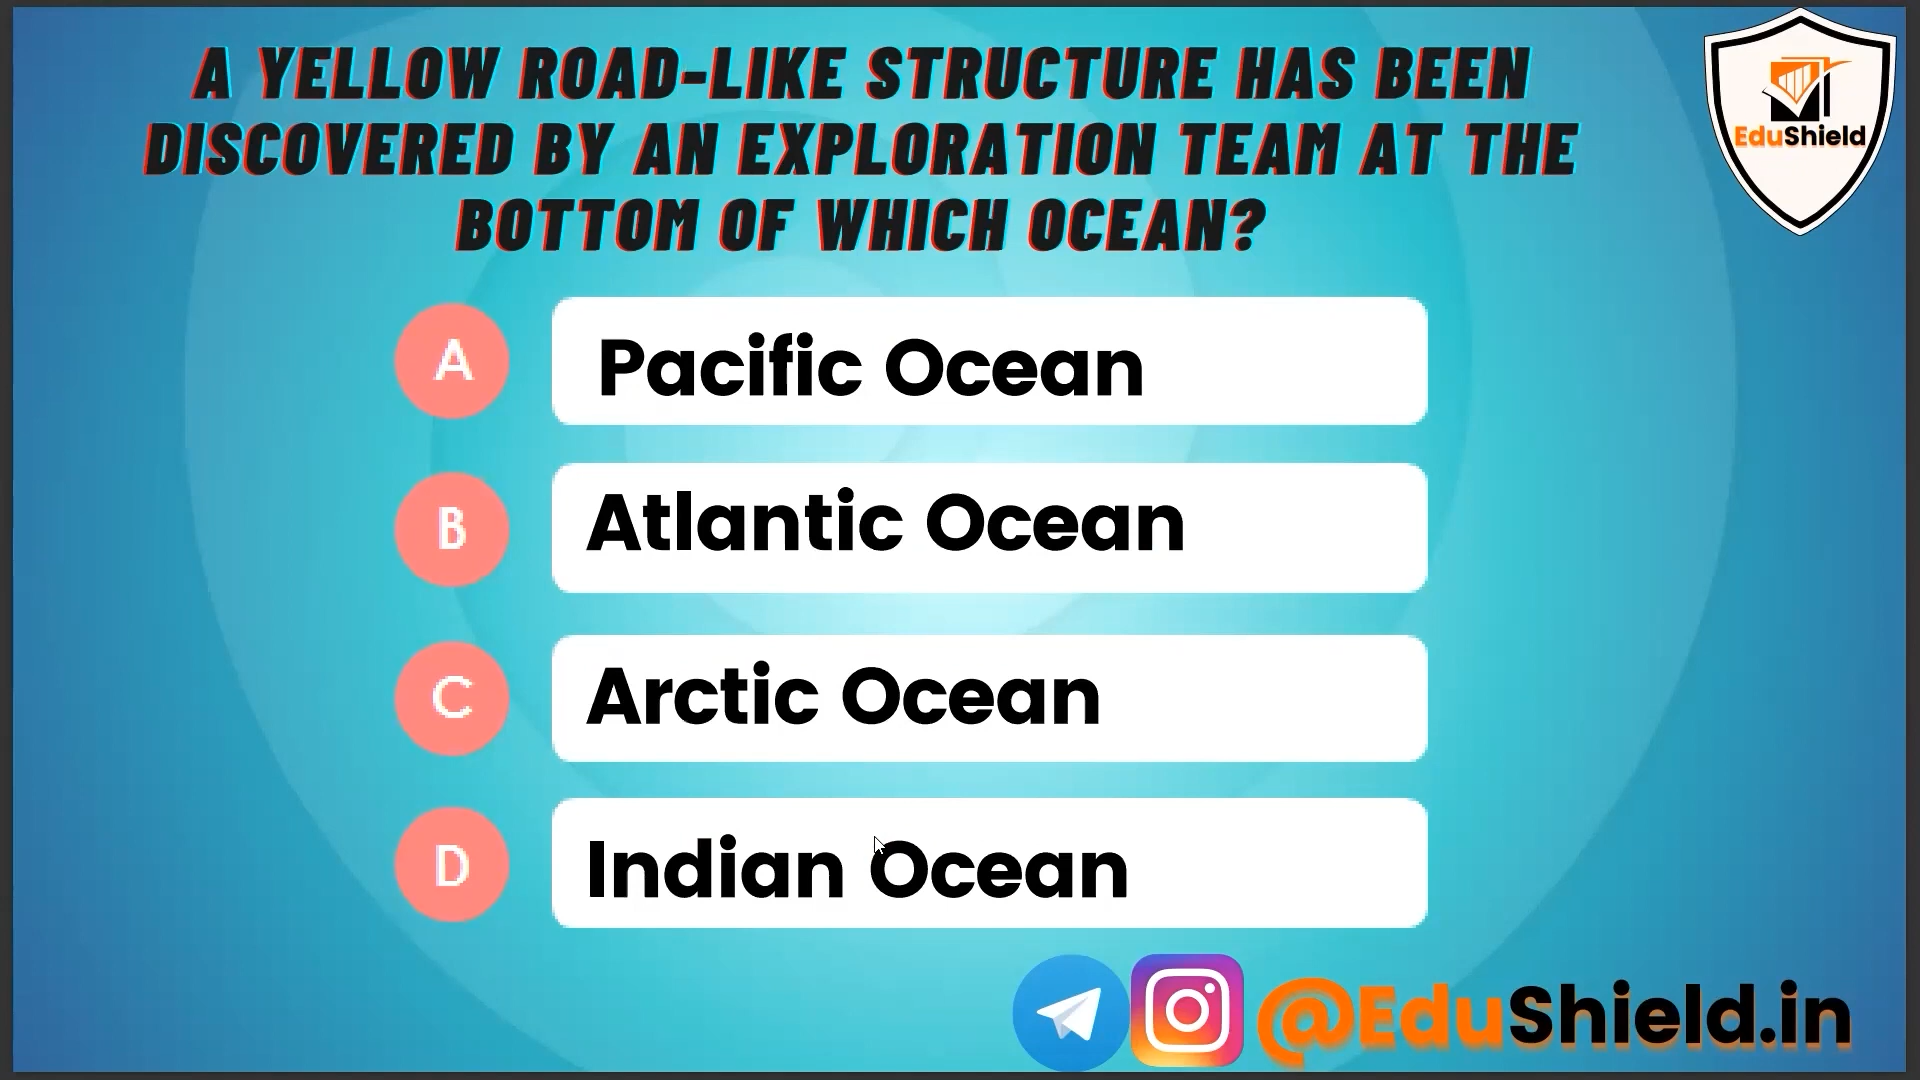 A YELLOW ROAD-LIKE STRUCTURE HAS BEEN
DISCOVERED BY AN EXPLORATION TEAM AT THE
BOTTOM OF WHICH OCEAN?
EduShield
A Pacific Ocean
B Atlantic Ocean
C Arctic Ocean
D Indian Ocean
@EduShield.in